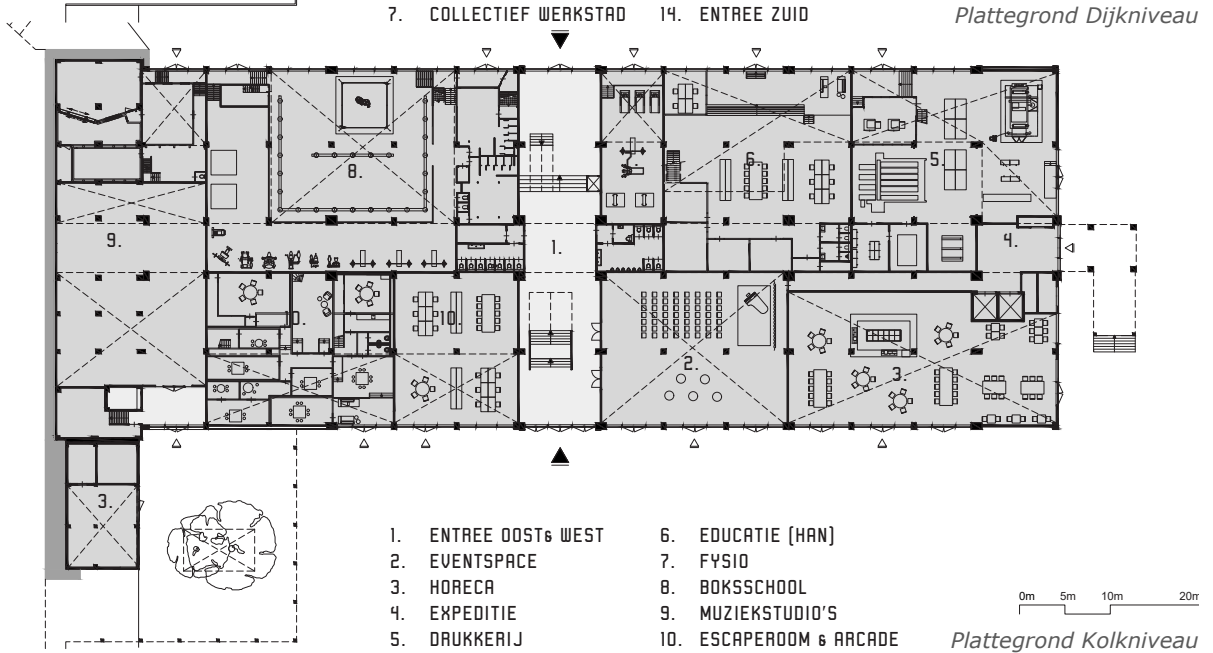 7. COLLECTIEF WERKSTAD
14. ENTREE ZUID
Plattegrond Dijkniveau
8.
6.
5.
9.
1.
4.
2.
3.
3.
1. ENTREE OOST& WEST
2. EVENTSPACE
3. HORECA
4. EXPEDITIE
5. DRUKKERIJ
6. EDUCATIE (HAN)
7. FYSIO
8. BOKSSCHOOL
9. MUZIEKSTUDIO'S
10. ESCAPEROOM & ARCADE
0m 5m 10m 20m
Plattegrond Kolkniveau